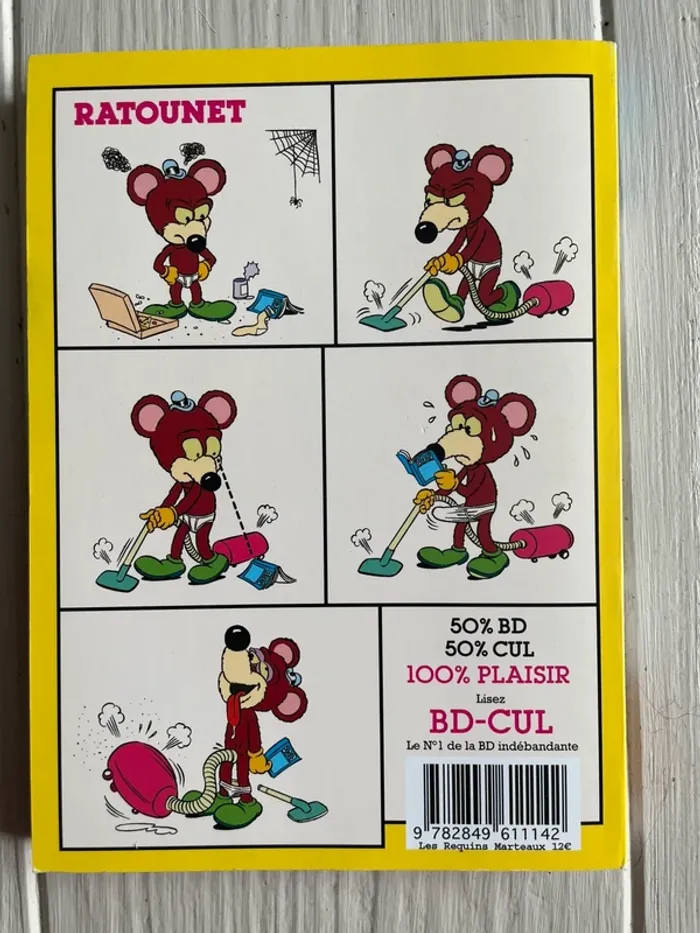 RATOUNET
50% BD
50% CUL
100% PLAISIR
Lisez
BD-CUL
Le N°1 de la BD indébandante
9 782849 611142
Les Requins Marteaux 12€